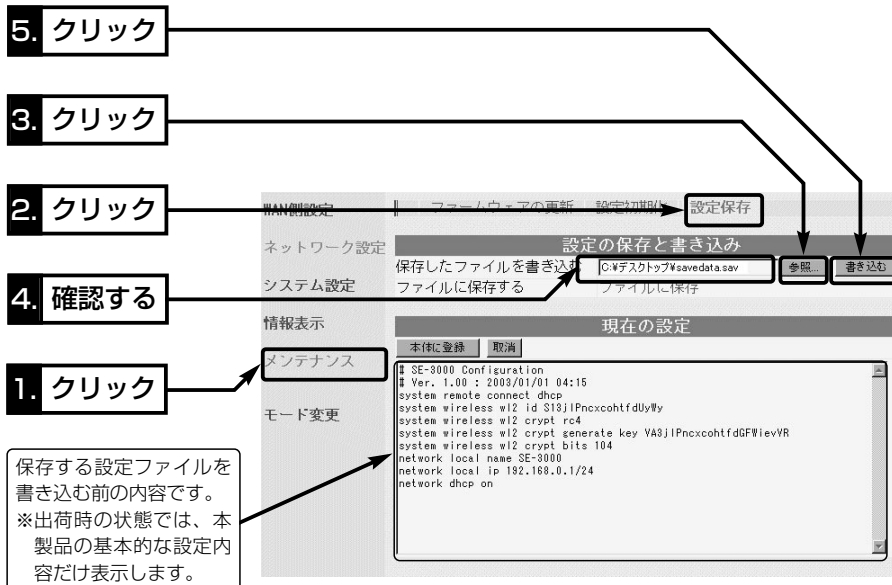 5. クリック
3. クリック
2. クリック
4. 確認する
1. クリック
WAN側設定
ファームウェアの更新 設定初期化 設定保存
ネットワーク設定
システム設定
情報表示
メンテナンス
モード変更
設定の保存と書き込み
保存したファイルを書き込む C:¥デスクトップ¥savedata.sav 参照... 書き込む
ファイルに保存する ファイルに保存
現在の設定
本体に登録 取消
# SE-3000 Configuration
# Ver. 1.00 : 2003/01/01 04:15
system remote connect dhcp
system wireless wl2 id S13jIPncxcohtfdUyWy
system wireless wl2 crypt rc4
system wireless wl2 crypt generate key VA3jIPncxcohtfdGFWievVR
system wireless wl2 crypt bits 104
network local name SE-3000
network local ip 192.168.0.1/24
network dhcp on
保存する設定ファイルを
書き込む前の内容です。
※出荷時の状態では、本
製品の基本的な設定内
容だけ表示します。